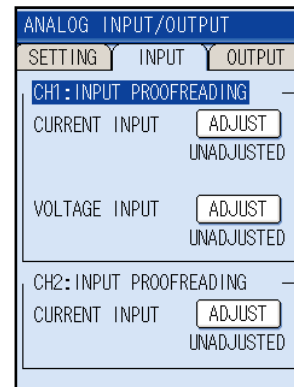 ANALOG INPUT/OUTPUT
SETTING INPUT OUTPUT
CH1:INPUT PROOFREADING
CURRENT INPUT ADJUST
UNADJUSTED
VOLTAGE INPUT ADJUST
UNADJUSTED
CH2:INPUT PROOFREADING
CURRENT INPUT ADJUST
UNADJUSTED